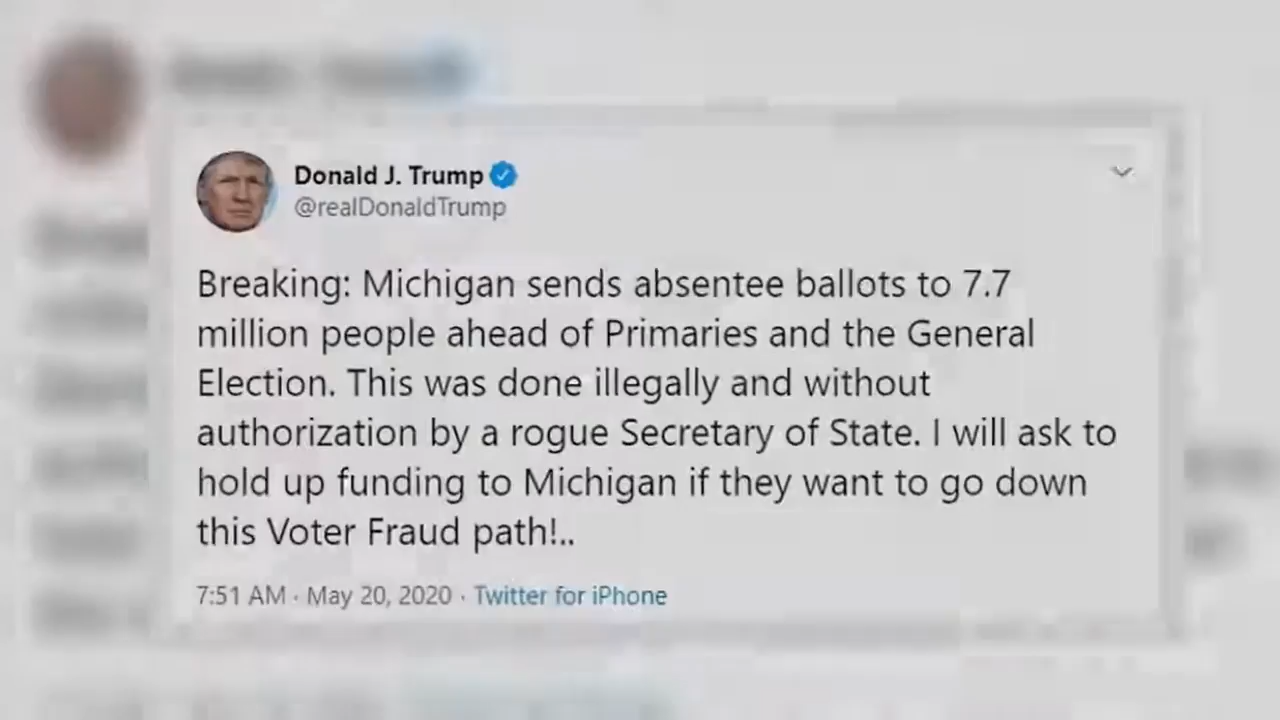 Donald J. Trump
@realDonaldTrump
Breaking: Michigan sends absentee ballots to 7.7
million people ahead of Primaries and the General
Election. This was done illegally and without
authorization by a rogue Secretary of State. I will ask to
hold up funding to Michigan if they want to go down
this Voter Fraud path!..
7:51 AM · May 20, 2020 · Twitter for iPhone